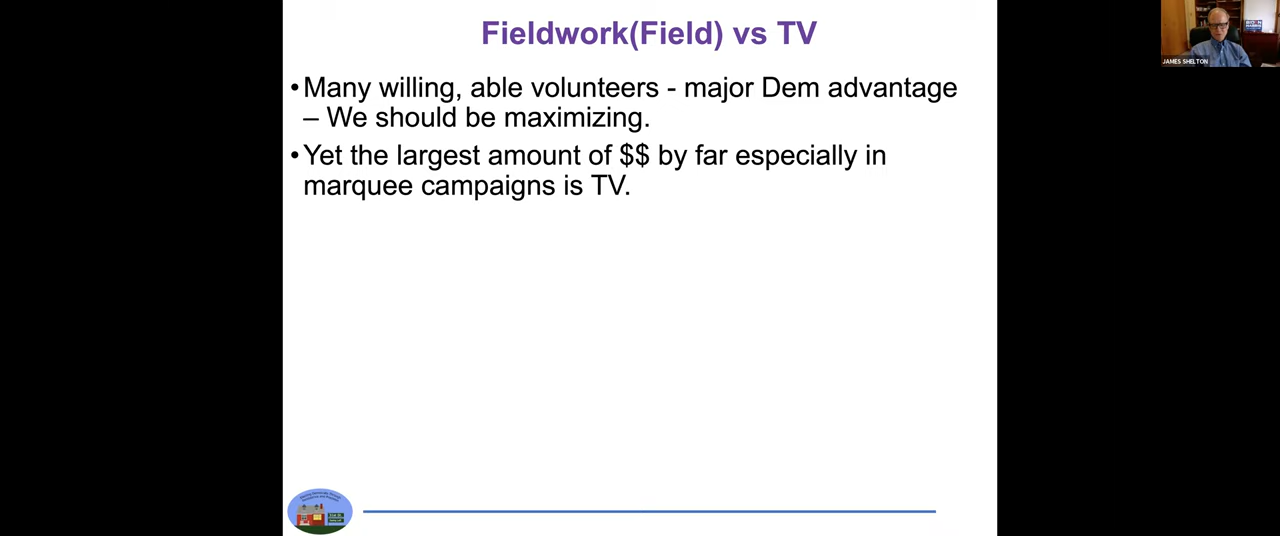 Fieldwork(Field) vs TV
JAMES SHELTON
•Many willing, able volunteers - major Dem advantage
– We should be maximizing.
•Yet the largest amount of $$ by far especially in
marquee campaigns is TV.